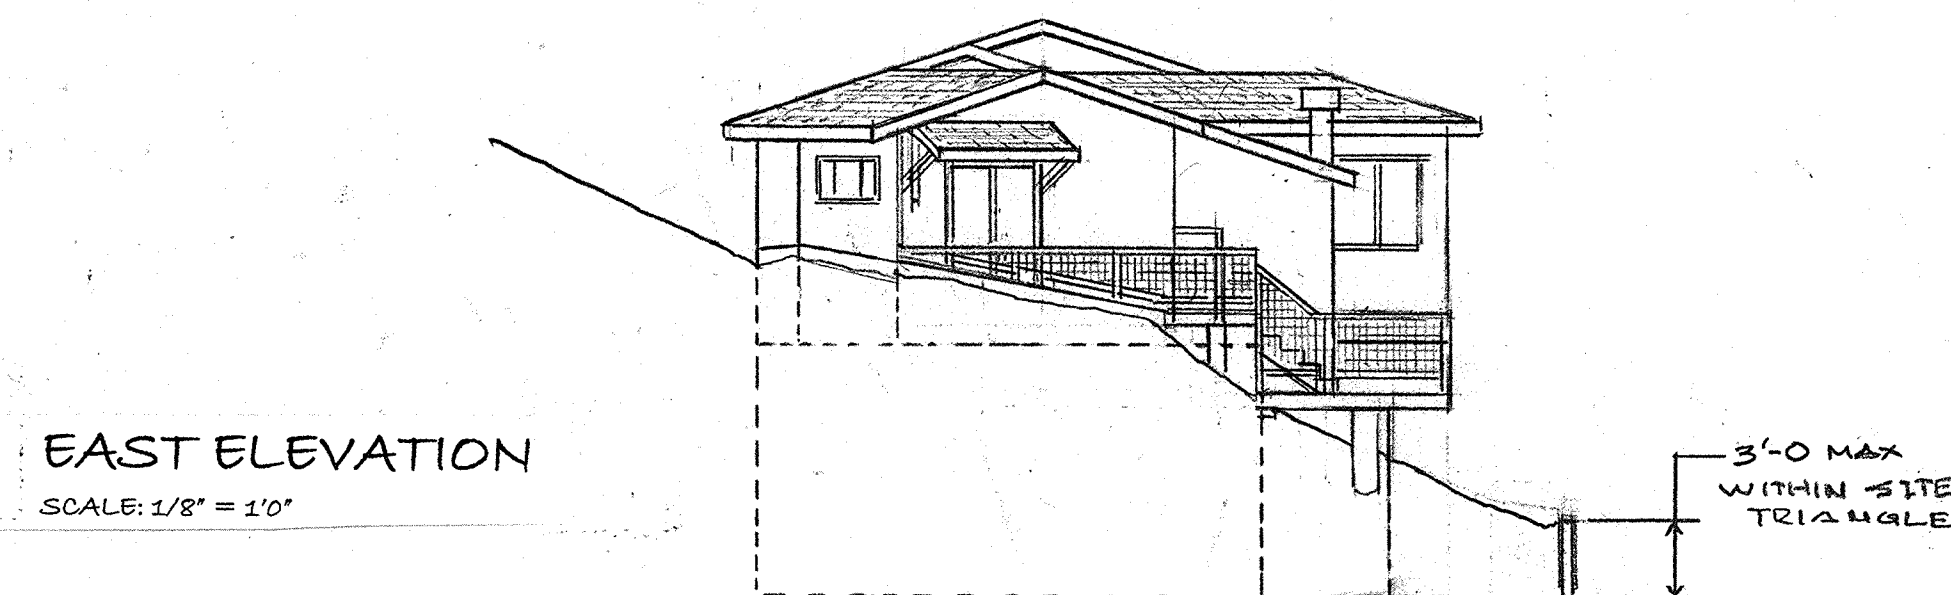 EAST ELEVATION
SCALE: 1/8" = 1'0"
3'-0 MAX
WITHIN SITE
TRIANGLE